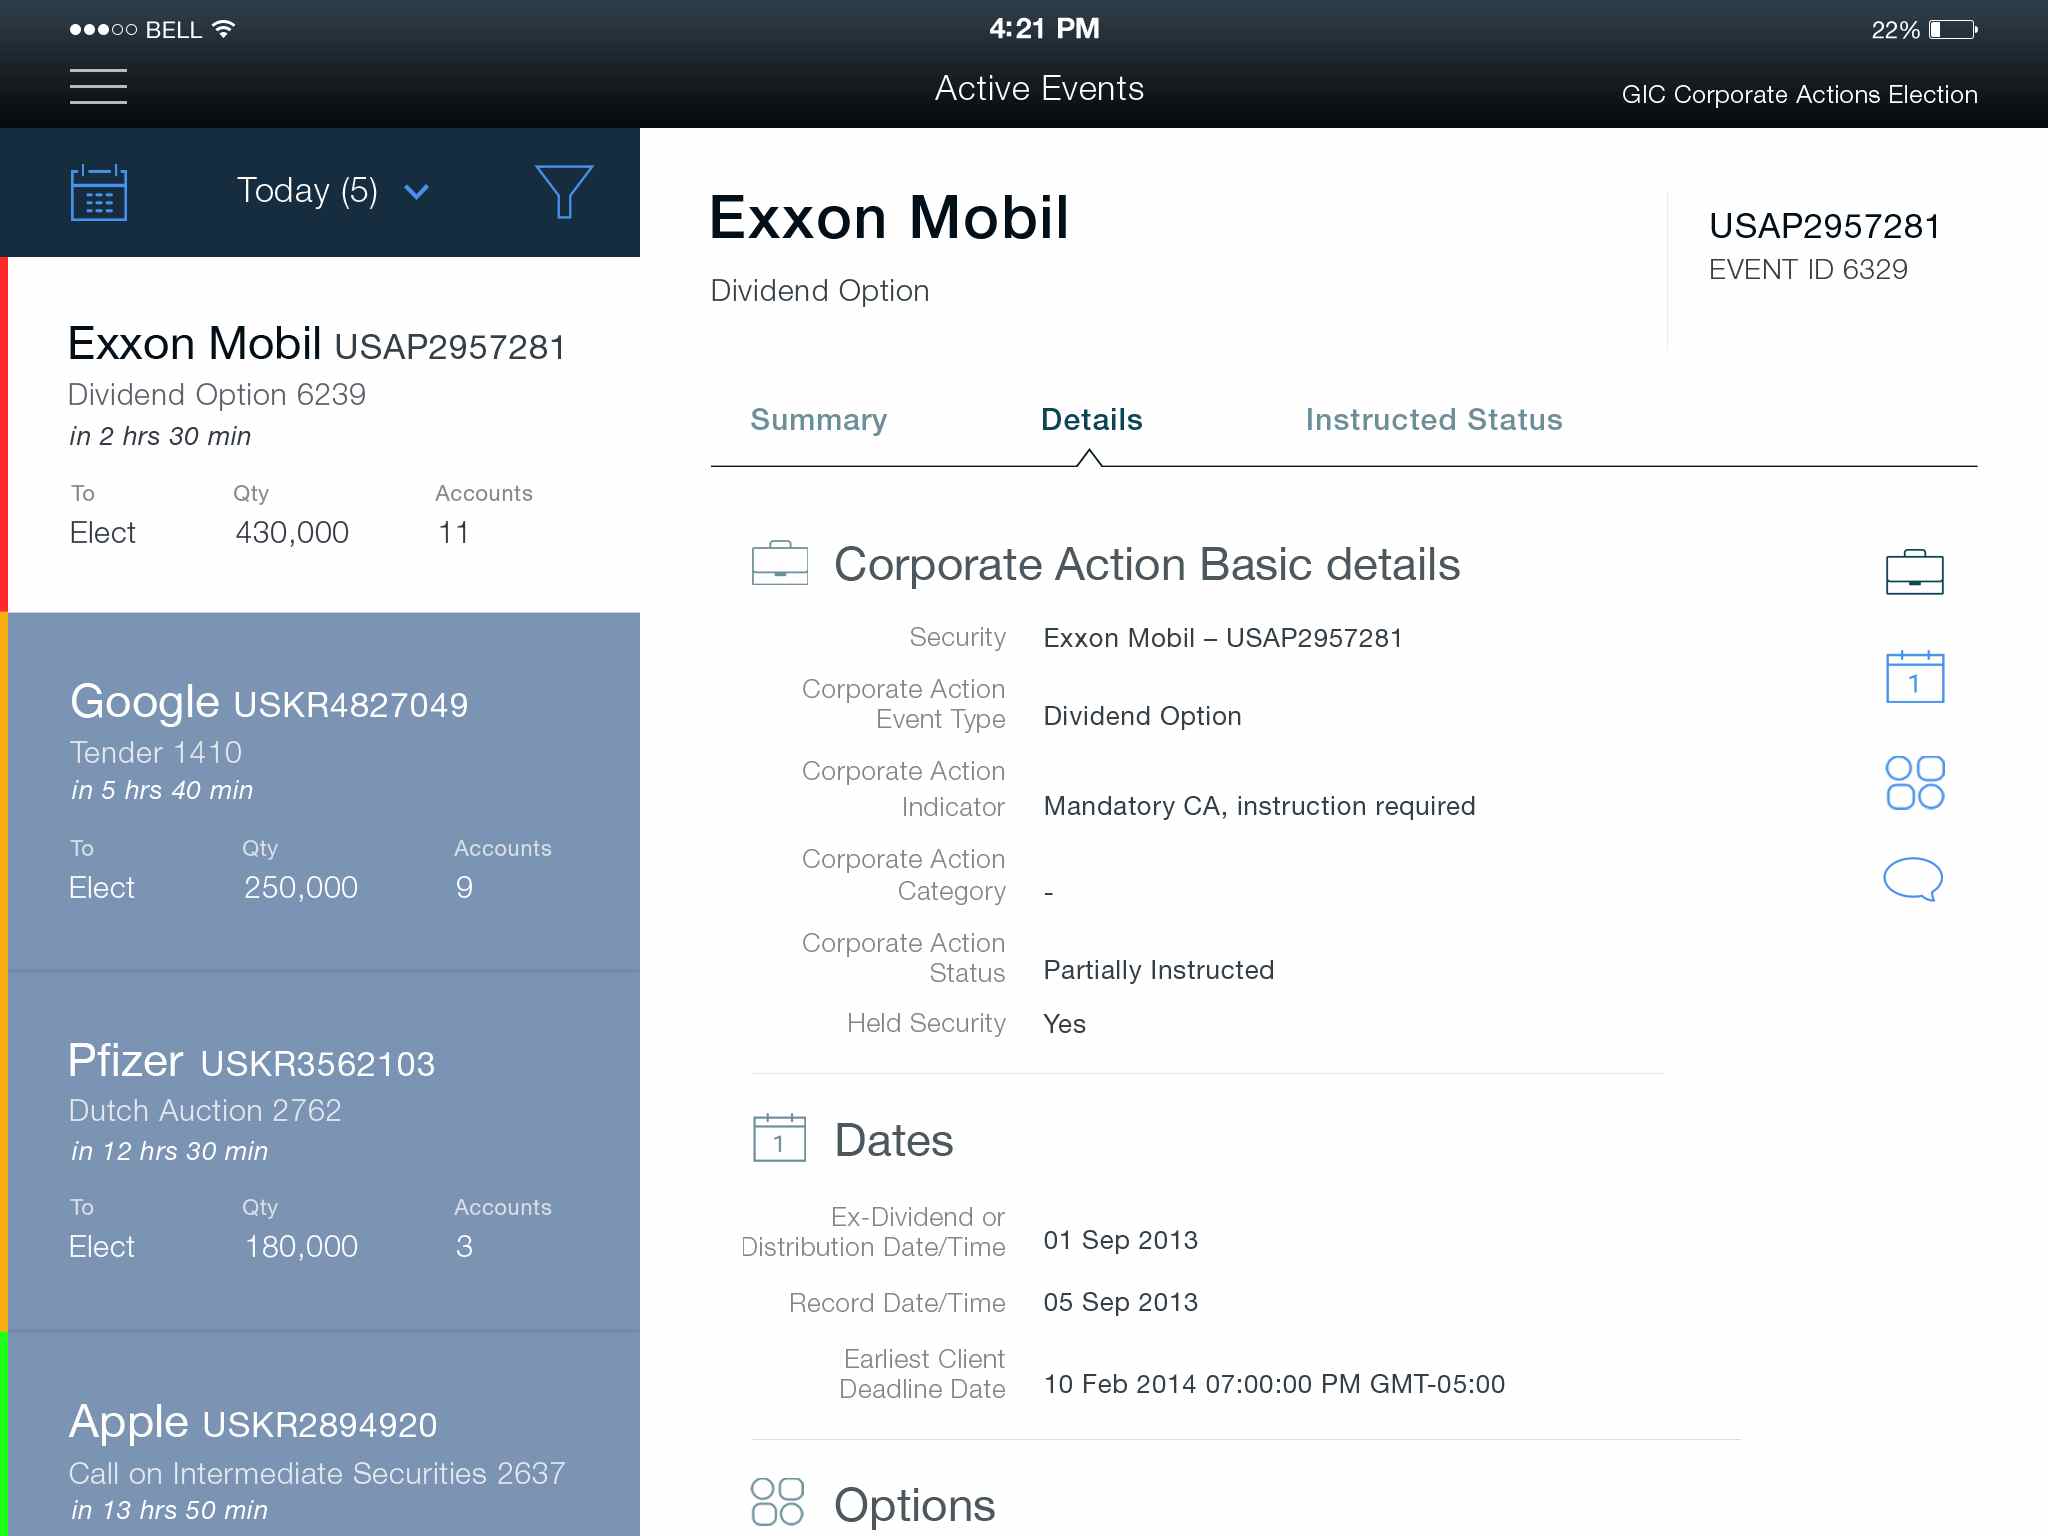 BELL
4:21 PM
22%
Active Events
GIC Corporate Actions Election
Today (5)
Exxon Mobil USAP2957281
Dividend Option 6239
in 2 hrs 30 min
To Qty Accounts
Elect 430,000 11
Google USKR4827049
Tender 1410
in 5 hrs 40 min
To Qty Accounts
Elect 250,000 9
Pfizer USKR3562103
Dutch Auction 2762
in 12 hrs 30 min
To Qty Accounts
Elect 180,000 3
Apple USKR2894920
Call on Intermediate Securities 2637
in 13 hrs 50 min
Exxon Mobil
Dividend Option
USAP2957281
EVENT ID 6329
Summary Details Instructed Status
Corporate Action Basic details
Security Exxon Mobil – USAP2957281
Corporate Action
Event Type Dividend Option
Corporate Action
Indicator Mandatory CA, instruction required
Corporate Action
Category -
Corporate Action
Status Partially Instructed
Held Security Yes
1
Dates
Ex-Dividend or
Distribution Date/Time 01 Sep 2013
Record Date/Time 05 Sep 2013
Earliest Client
Deadline Date 10 Feb 2014 07:00:00 PM GMT-05:00
Options
1